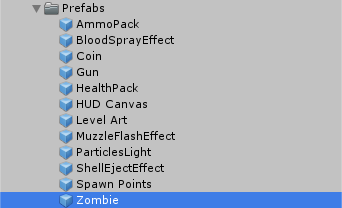 Prefabs
AmmoPack
BloodSprayEffect
Coin
Gun
HealthPack
HUD Canvas
Level Art
MuzzleFlashEffect
ParticlesLight
ShellEjectEffect
Spawn Points
Zombie